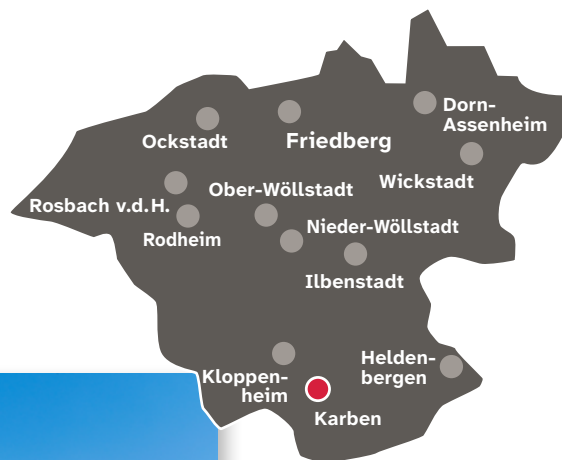 Dorn-
Assenheim
Ockstadt
Friedberg
Wickstadt
Ober-Wöllstadt
Rosbach v.d.H.
Nieder-Wöllstadt
Rodheim
Ilbenstadt
Helden-
bergen
Kloppen-
heim
Karben